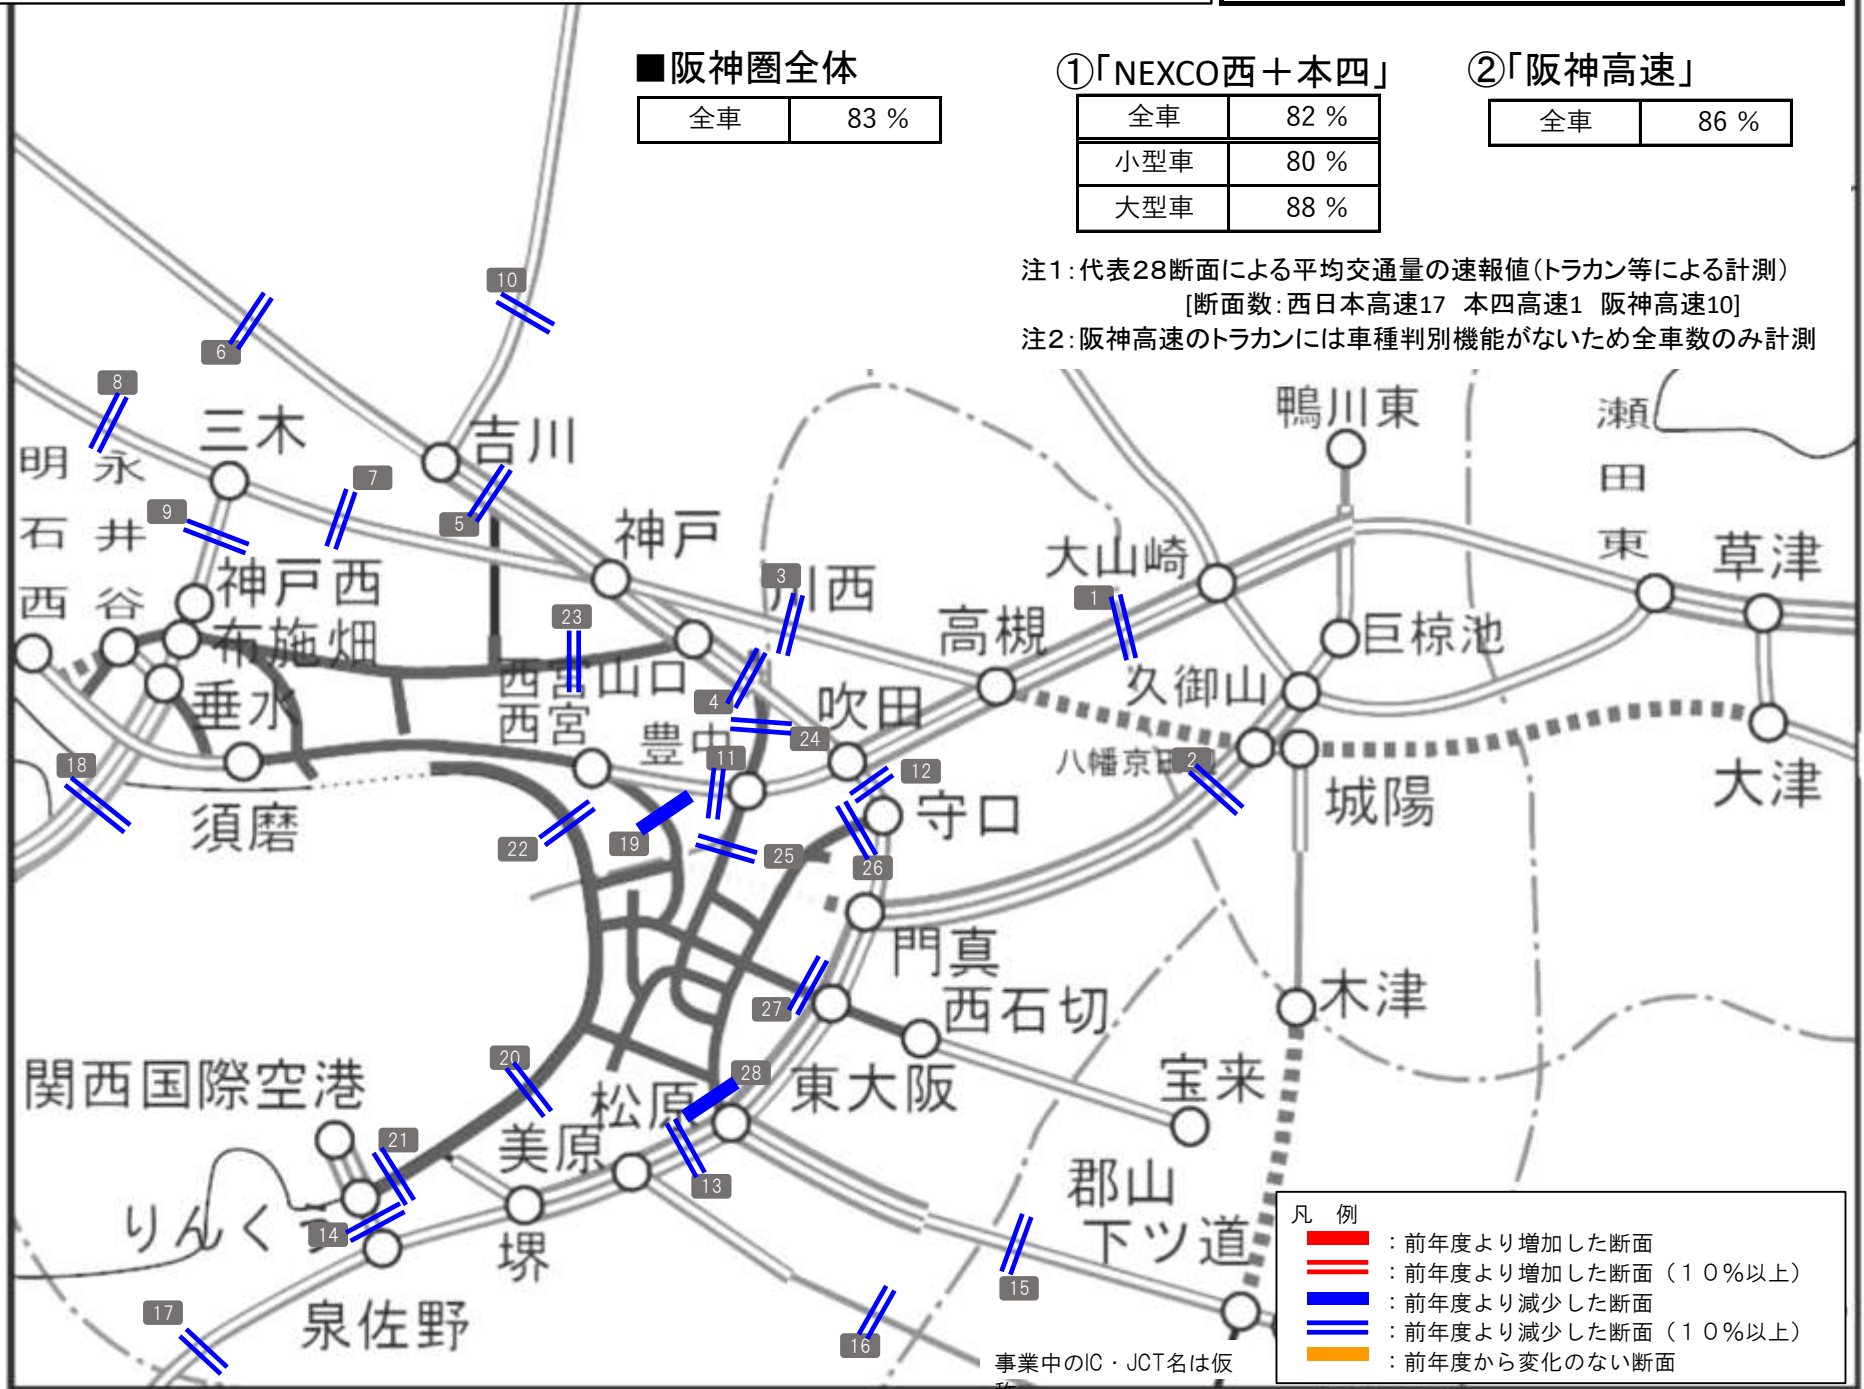 ■阪神圏全体
全車 83 %
①「NEXCO西＋本四」
全車 82 %
小型車 80 %
大型車 88 %
②「阪神高速」
全車 86 %
注1：代表28断面による平均交通量の速報値（トラカン等による計測）
[断面数：西日本高速17 本四高速1 阪神高速10]
注2：阪神高速のトラカンには車種判別機能がないため全車数のみ計測
10
6
8
三木
吉川
鴨川東
瀬田東
明石西
永井谷
7
9
5
神戸
神戸西
布施畑
3
川西
大山崎
1
草津
23
高槻
巨椋池
垂水
西宮山口
西宮
4
吹田
久御山
豊中
24
11
12
八幡京田辺
2
18
城陽
大津
須磨
22
19
25
守口
26
門真
27
西石切
木津
20
関西国際空港
松原
28
東大阪
宝来
21
美原
13
郡山
下ツ道
りんくう
14
堺
15
17
泉佐野
16
凡 例
：前年度より増加した断面
：前年度より増加した断面（１０％以上）
：前年度より減少した断面
：前年度より減少した断面（１０％以上）
：前年度から変化のない断面
事業中のIC・JCT名は仮
称